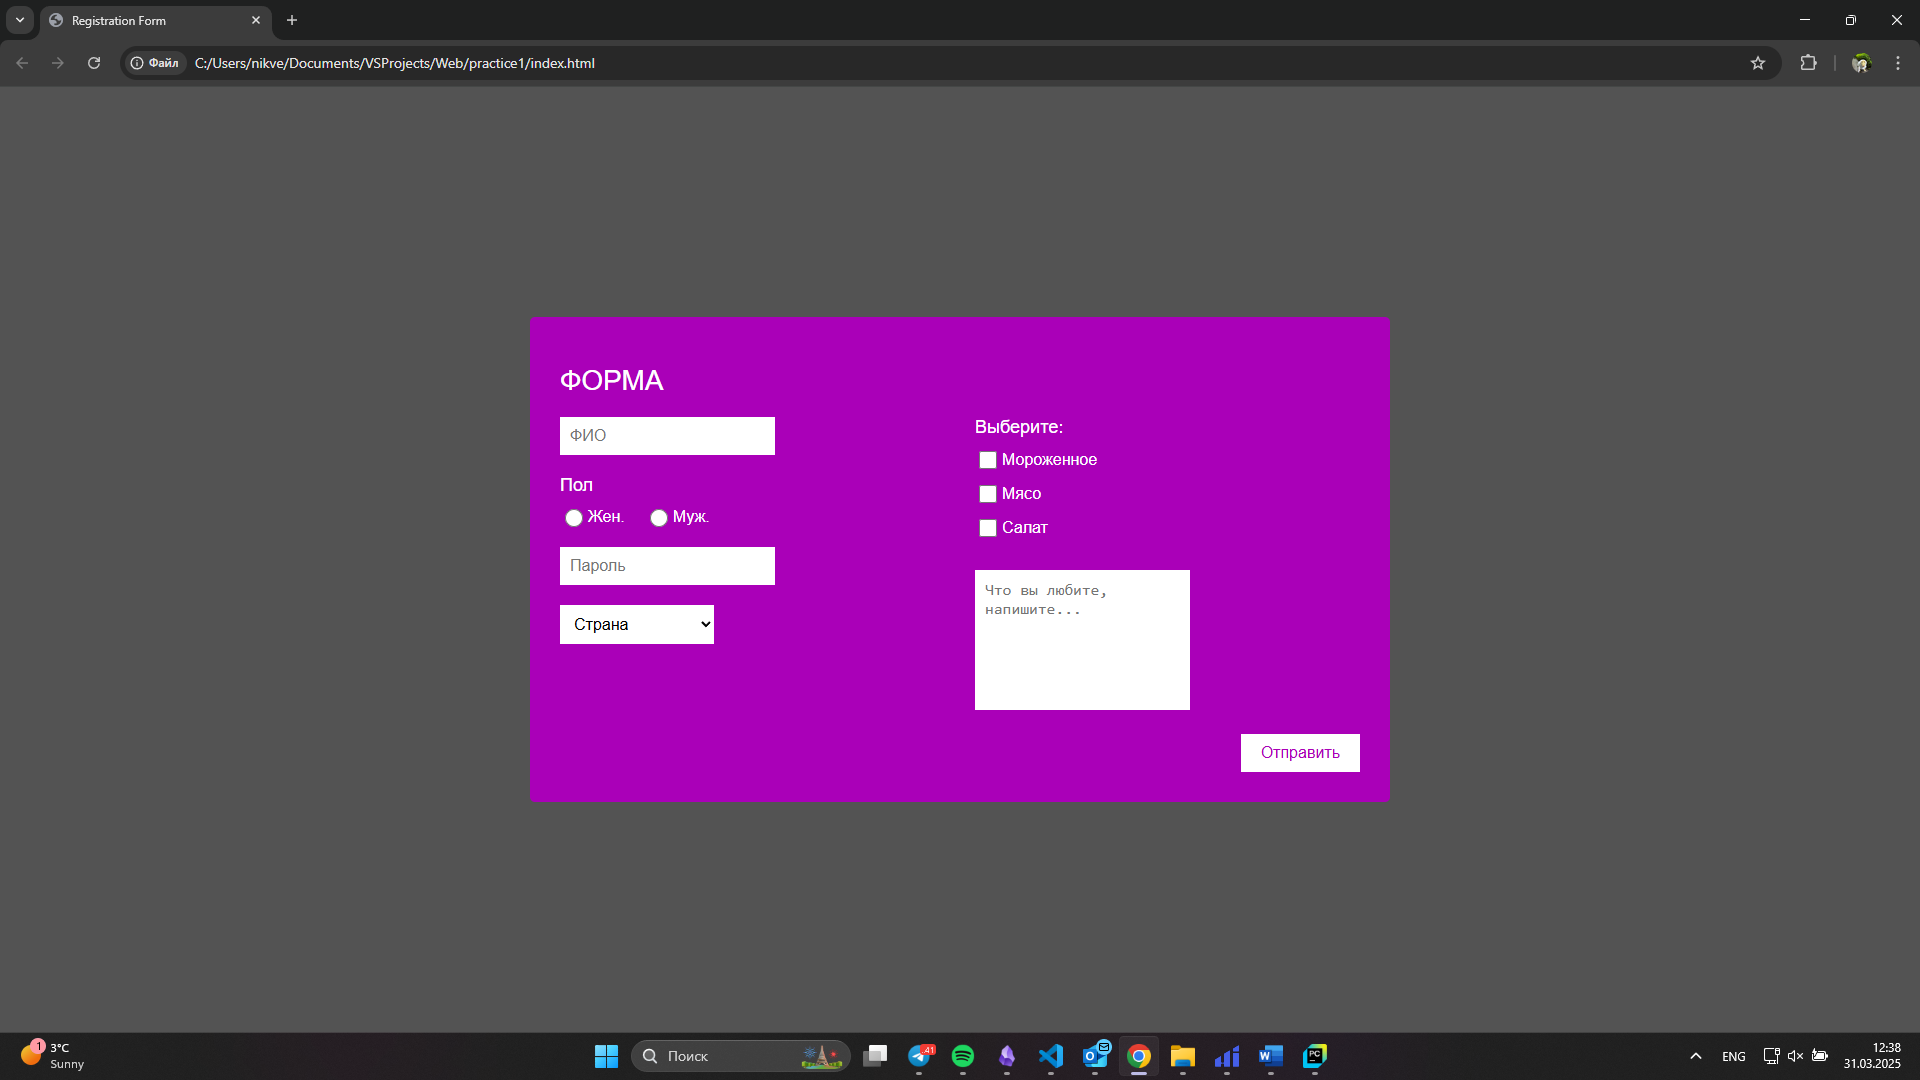 Registration Form
Файл
C:/Users/nikve/Documents/VSProjects/Web/practice1/index.html
ФОРМА
ФИО
Пол
Жен.
Муж.
Пароль
Страна
Выберите:
Мороженное
Мясо
Салат
Что вы любите,
напишите...
Отправить
1
3°C
Sunny
Поиск
41
O
W
PC
ENG
12:38
31.03.2025